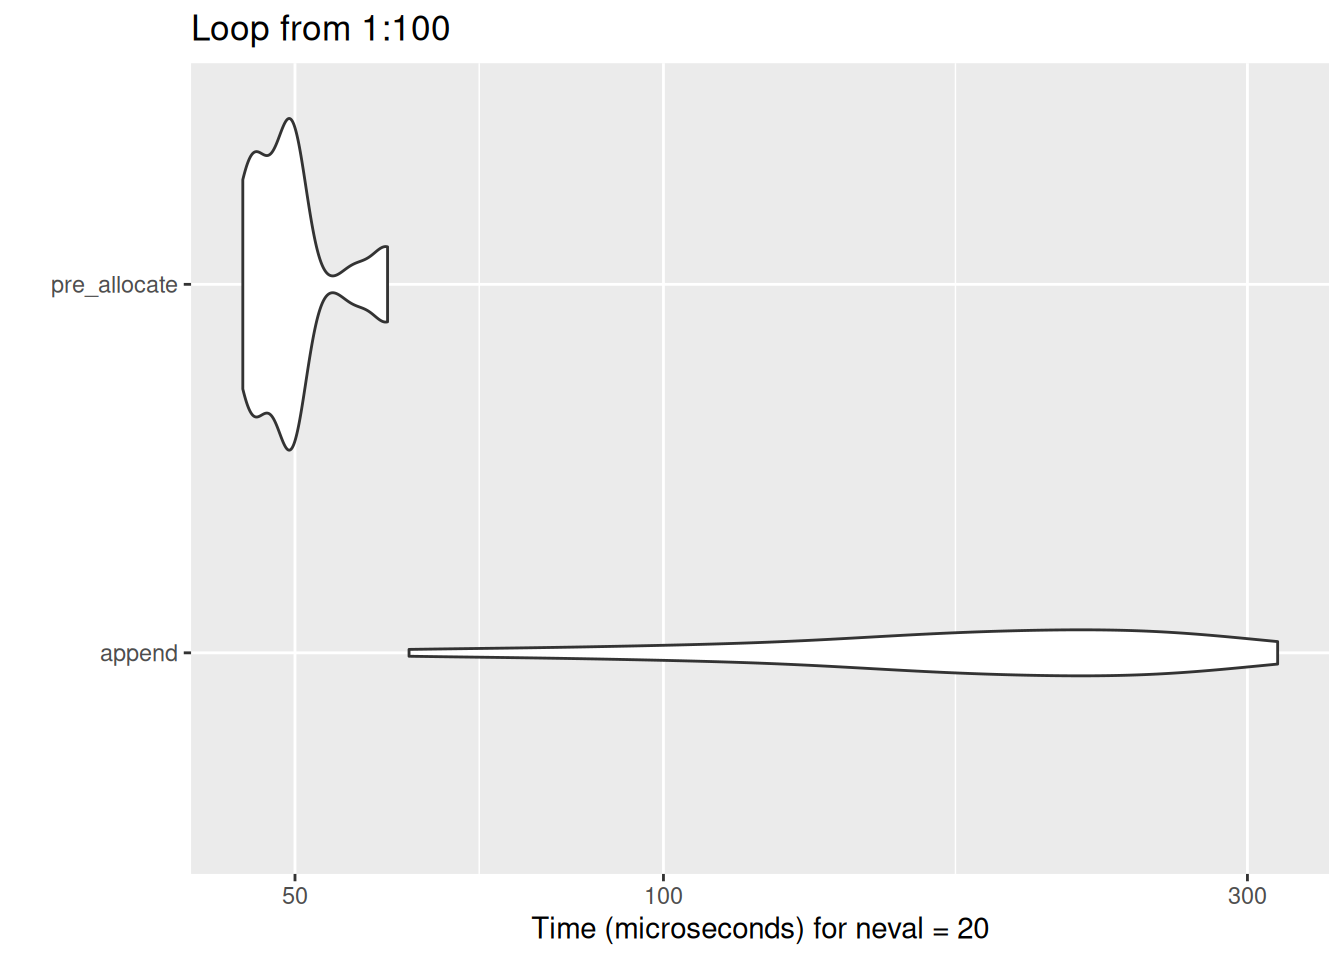 Loop from 1:100
pre_allocate
append
50
100
300
Time (microseconds) for neval = 20